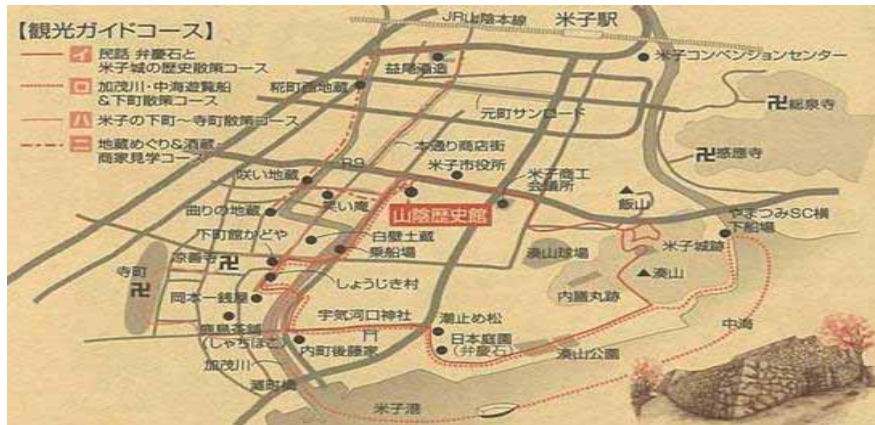 【観光ガイドコース】
イ 民話 弁慶石と
米子城の歴史散策コース
ロ 加茂川・中海遊覧船
&下町散策コース
ハ 米子の下町~寺町散策コース
ニ 地蔵めぐり&酒蔵・
商家見学コース
JR山陰本線
米子駅
米子コンベンションセンター
益尾酒造
糀町西地蔵
元町サンロード
卍総泉寺
本通り商店街
卍感應寺
R9
米子市役所
米子商工
会議所
咲い地蔵
笑い庵
飯山
山陰歴史館
曲りの地蔵
やまつみSC横
下船場
下町館かどや
白壁土蔵
乗船場
湊山球場
米子城跡
凉善寺卍
寺町
卍
しょうじき村
湊山
内膳丸跡
岡本一銭屋
宇気河口神社
潮止め松
中海
鹿島茶舗
(しゃちほこ)
日本庭園
(弁慶石)
内町後藤家
湊山公園
加茂川
灘町橋
米子港